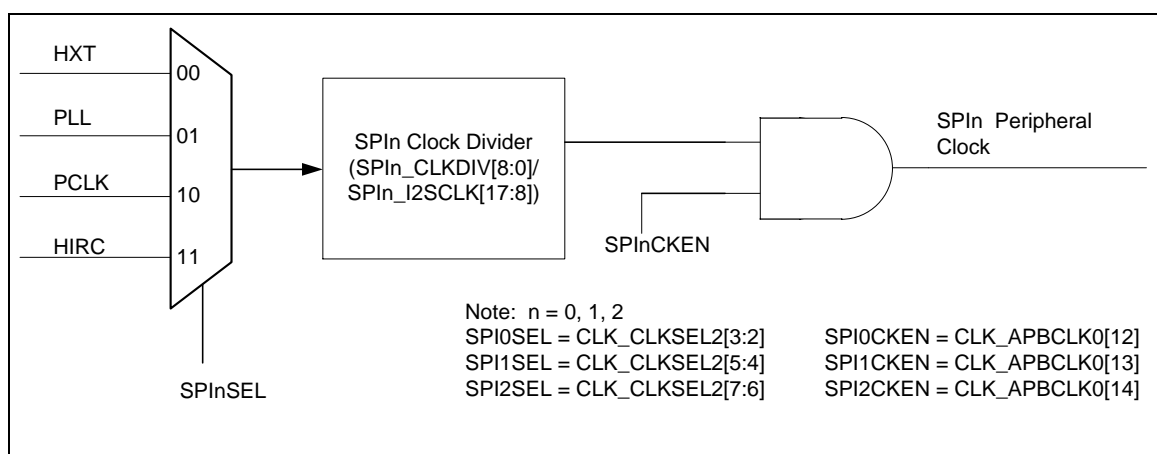 HXT
00
PLL
01
PCLK
10
HIRC
11
SPInSEL
SPIn Clock Divider
(SPIn_CLKDIV[8:0]/
SPIn_I2SCLK[17:8])
SPInCKEN
SPIn Peripheral
Clock
Note: n = 0, 1, 2
SPI0SEL = CLK_CLKSEL2[3:2]
SPI1SEL = CLK_CLKSEL2[5:4]
SPI2SEL = CLK_CLKSEL2[7:6]
SPI0CKEN = CLK_APBCLK0[12]
SPI1CKEN = CLK_APBCLK0[13]
SPI2CKEN = CLK_APBCLK0[14]